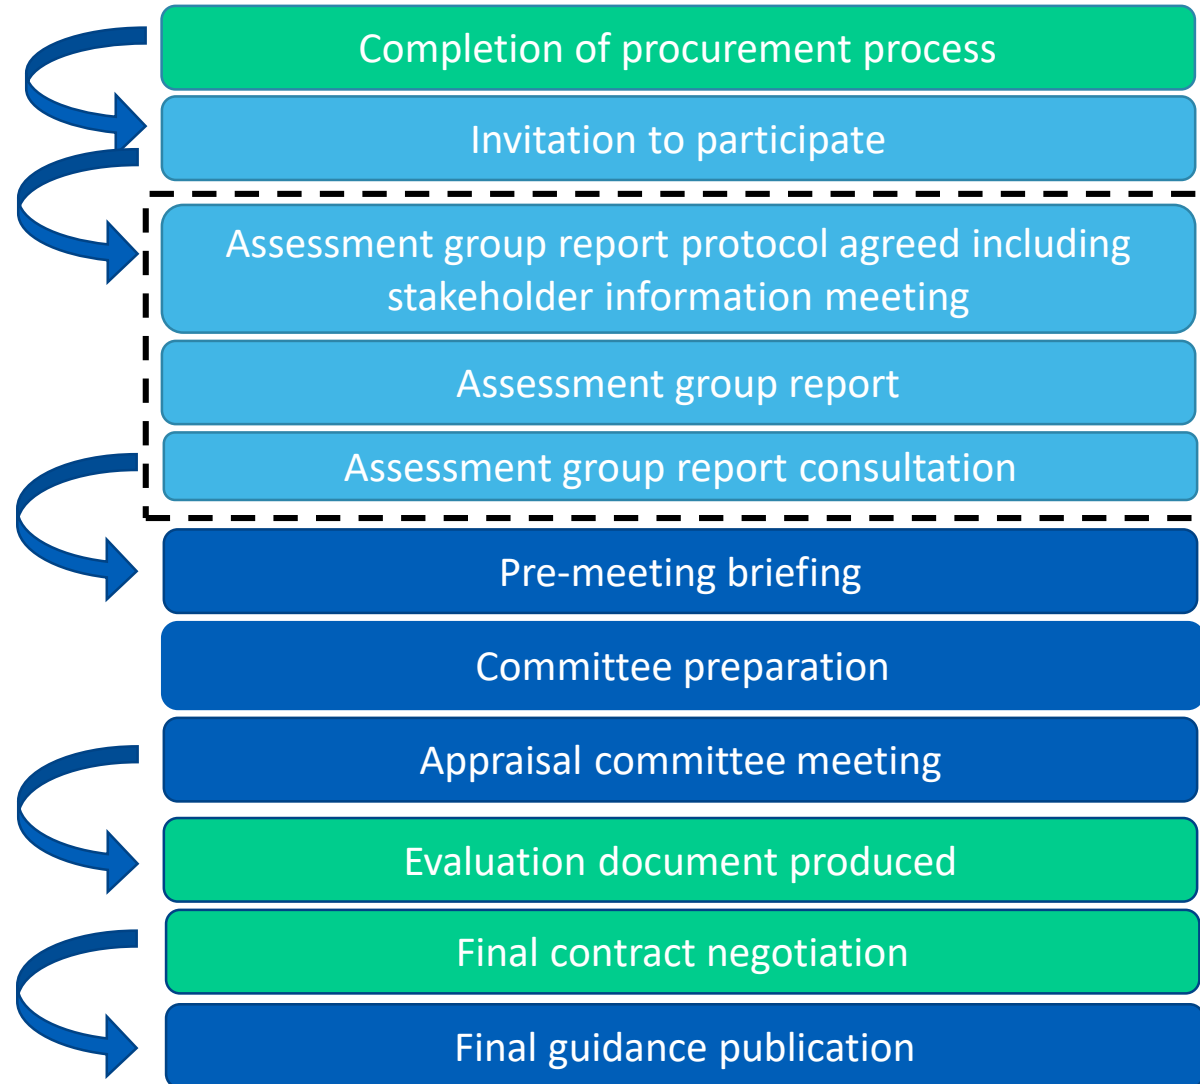 Completion of procurement process
Invitation to participate
Assessment group report protocol agreed including
stakeholder information meeting
Assessment group report
Assessment group report consultation
Pre-meeting briefing
Committee preparation
Appraisal committee meeting
Evaluation document produced
Final contract negotiation
Final guidance publication